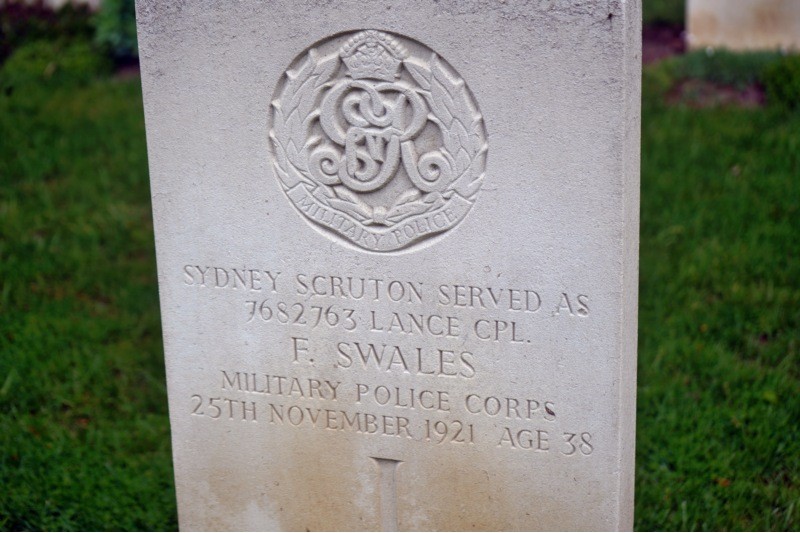 MILITARY POLICE
SYDNEY SCRUTON SERVED AS
7682763 LANCE CPL.
F. SWALES
MILITARY POLICE CORPS
25TH NOVEMBER 1921 AGE 38